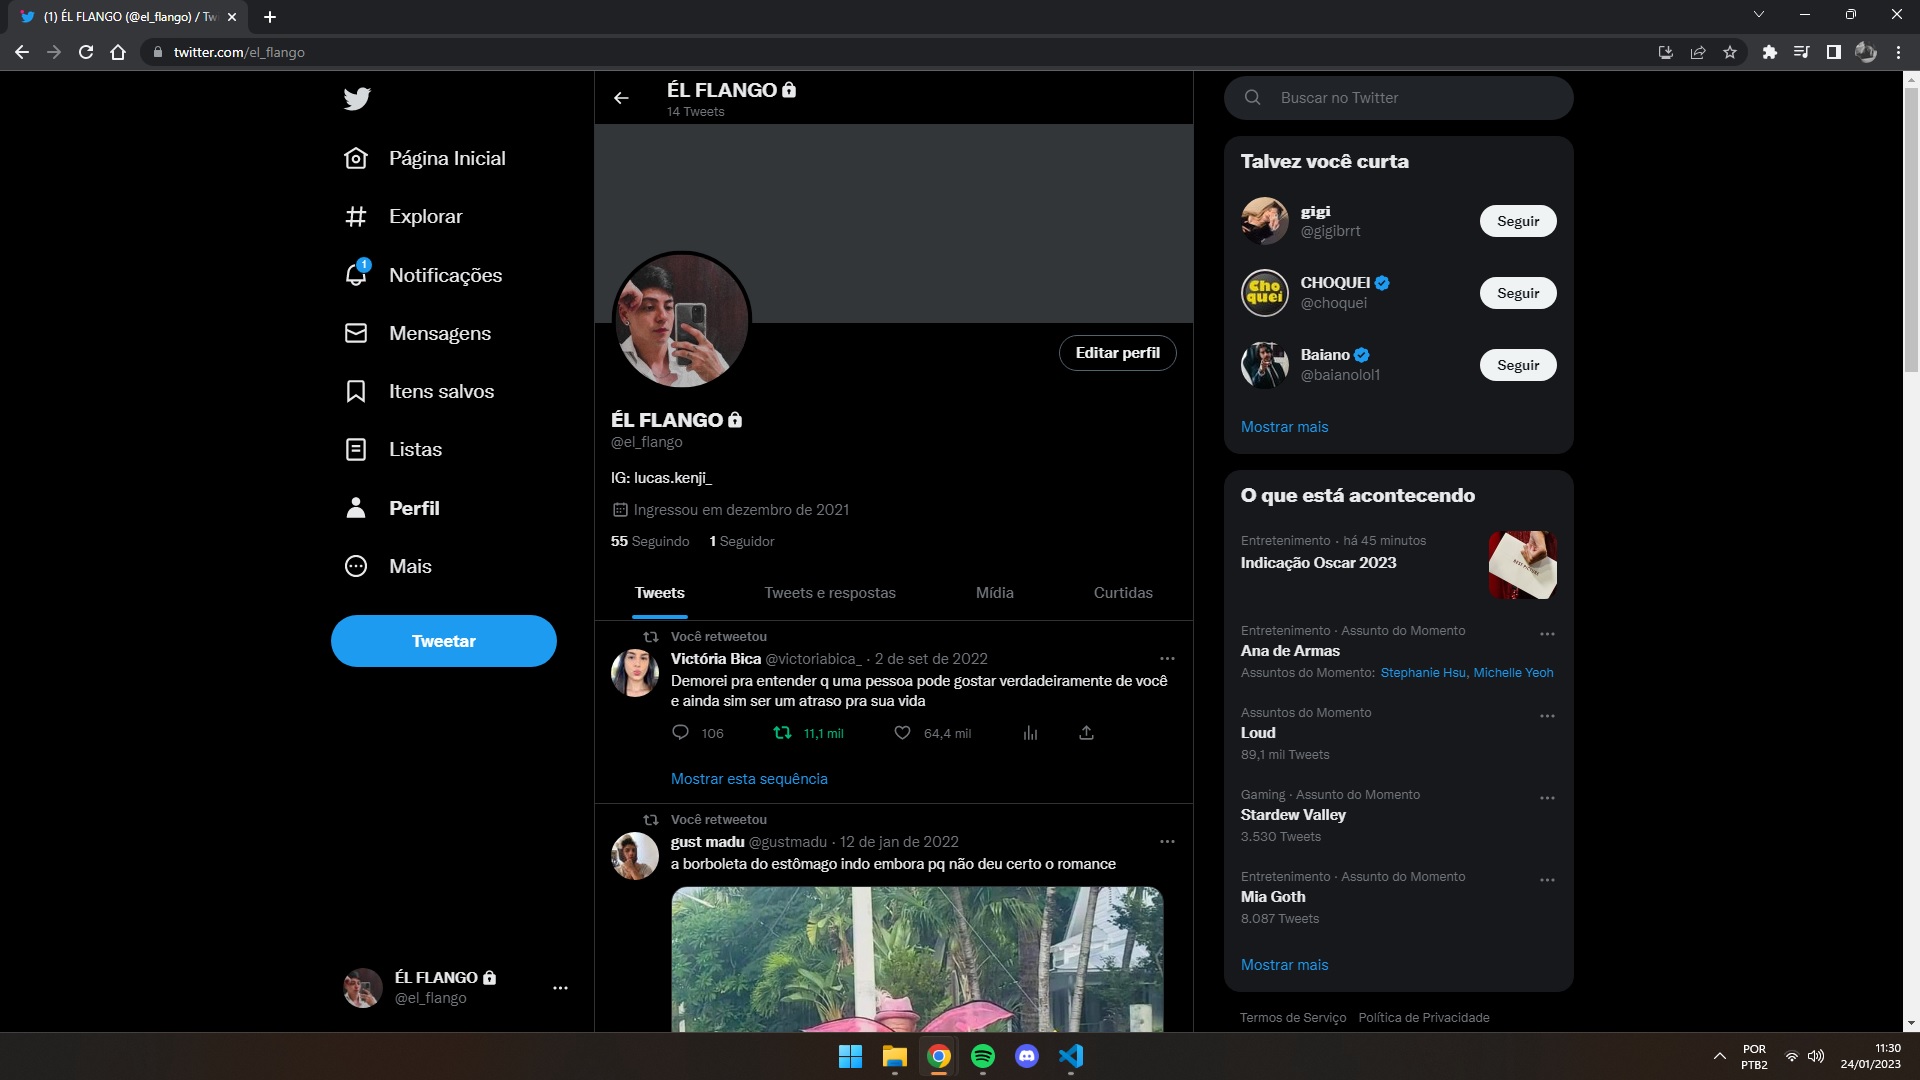 (1) ÉL FLANGO (@el_flango) / Tw
twitter.com/el_flango
Página Inicial
Explorar
1
Notificações
Mensagens
Itens salvos
Listas
Perfil
Mais
Tweetar
ÉL FLANGO
@el_flango
ÉL FLANGO
14 Tweets
Editar perfil
ÉL FLANGO
@el_flango
IG: lucas.kenji_
Ingressou em dezembro de 2021
55 Seguindo 1 Seguidor
Tweets Tweets e respostas Mídia Curtidas
Você retweetou
Victória Bica @victoriabica_ · 2 de set de 2022
Demorei pra entender q uma pessoa pode gostar verdadeiramente de você
e ainda sim ser um atraso pra sua vida
106 11,1 mil 64,4 mil
Mostrar esta sequência
Você retweetou
gust madu @gustmadu · 12 de jan de 2022
a borboleta do estômago indo embora pq não deu certo o romance
Buscar no Twitter
Talvez você curta
gigi
@gigibrrt
Seguir
Cho
quei
CHOQUEI
@choquei
Seguir
Baiano
@baianolol1
Seguir
Mostrar mais
O que está acontecendo
Entretenimento · há 45 minutos
Indicação Oscar 2023
BEST PICTURE
Entretenimento · Assunto do Momento
Ana de Armas
Assuntos do Momento: Stephanie Hsu, Michelle Yeoh
Assuntos do Momento
Loud
89,1 mil Tweets
Gaming · Assunto do Momento
Stardew Valley
3.530 Tweets
Entretenimento · Assunto do Momento
Mia Goth
8.087 Tweets
Mostrar mais
Termos de Serviço Política de Privacidade
POR
PTB2
11:30
24/01/2023